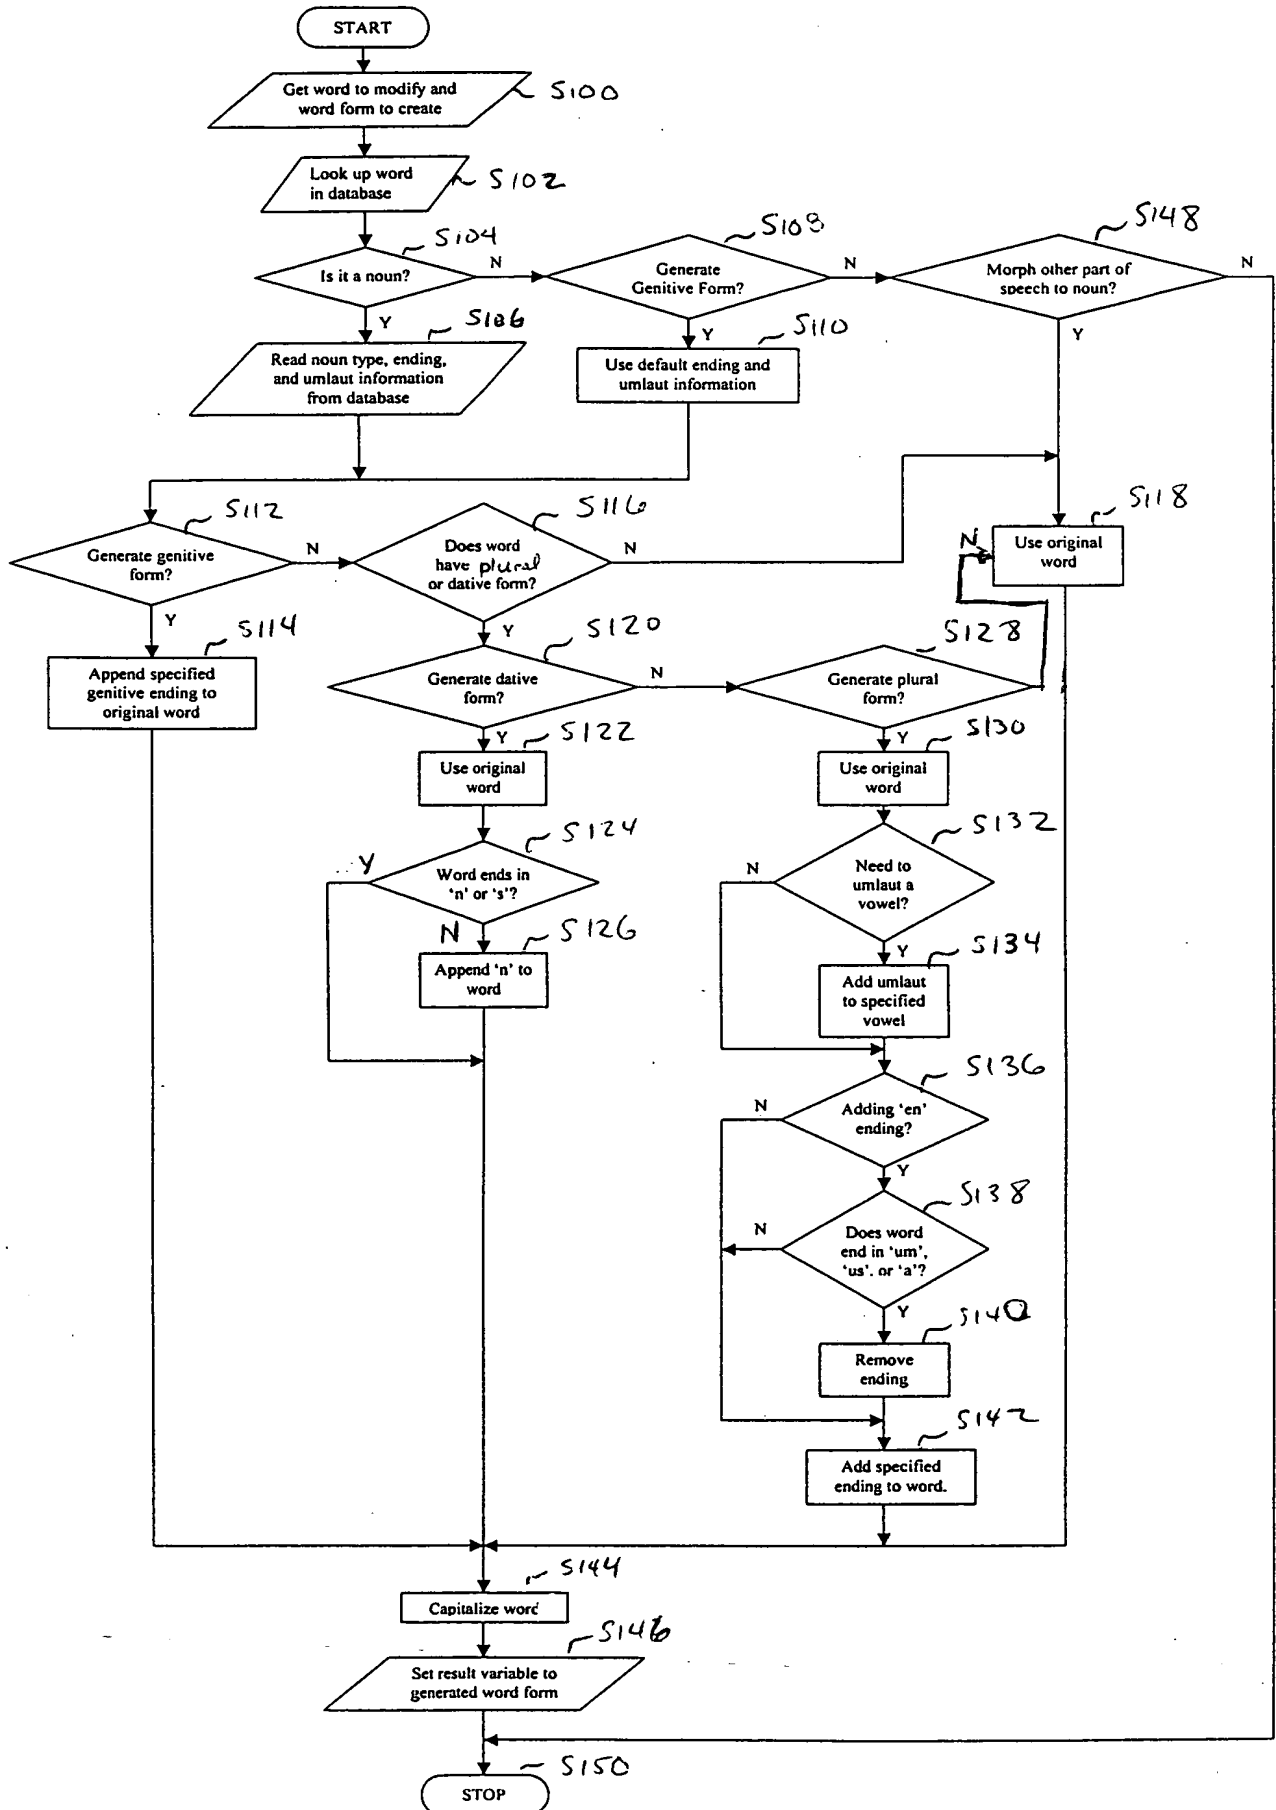 START
Get word to modify and
word form to create
S100
Look up word
in database
S102
S104
Is it a noun?
N
Y
S108
Generate
Genitive Form?
N
Y
S148
Morph other part of
speech to noun?
N
Y
S106
Read noun type, ending,
and umlaut information
from database
S110
Use default ending and
umlaut information
S112
Generate genitive
form?
N
Y
S116
Does word
have plural
or dative form?
N
Y
S118
N
Use original
word
S114
Append specified
genitive ending to
original word
S120
Generate dative
form?
N
Y
S128
Generate plural
form?
Y
S122
Use original
word
S130
Use original
word
S124
Y
Word ends in
'n' or 's'?
N
S126
Append 'n' to
word
S132
N
Need to
umlaut a
vowel?
Y
S134
Add umlaut
to specified
vowel
S136
N
Adding 'en'
ending?
Y
S138
N
Does word
end in 'um',
'us', or 'a'?
Y
S140
Remove
ending
S142
Add specified
ending to word.
S144
Capitalize word
S146
Set result variable to
generated word form
S150
STOP